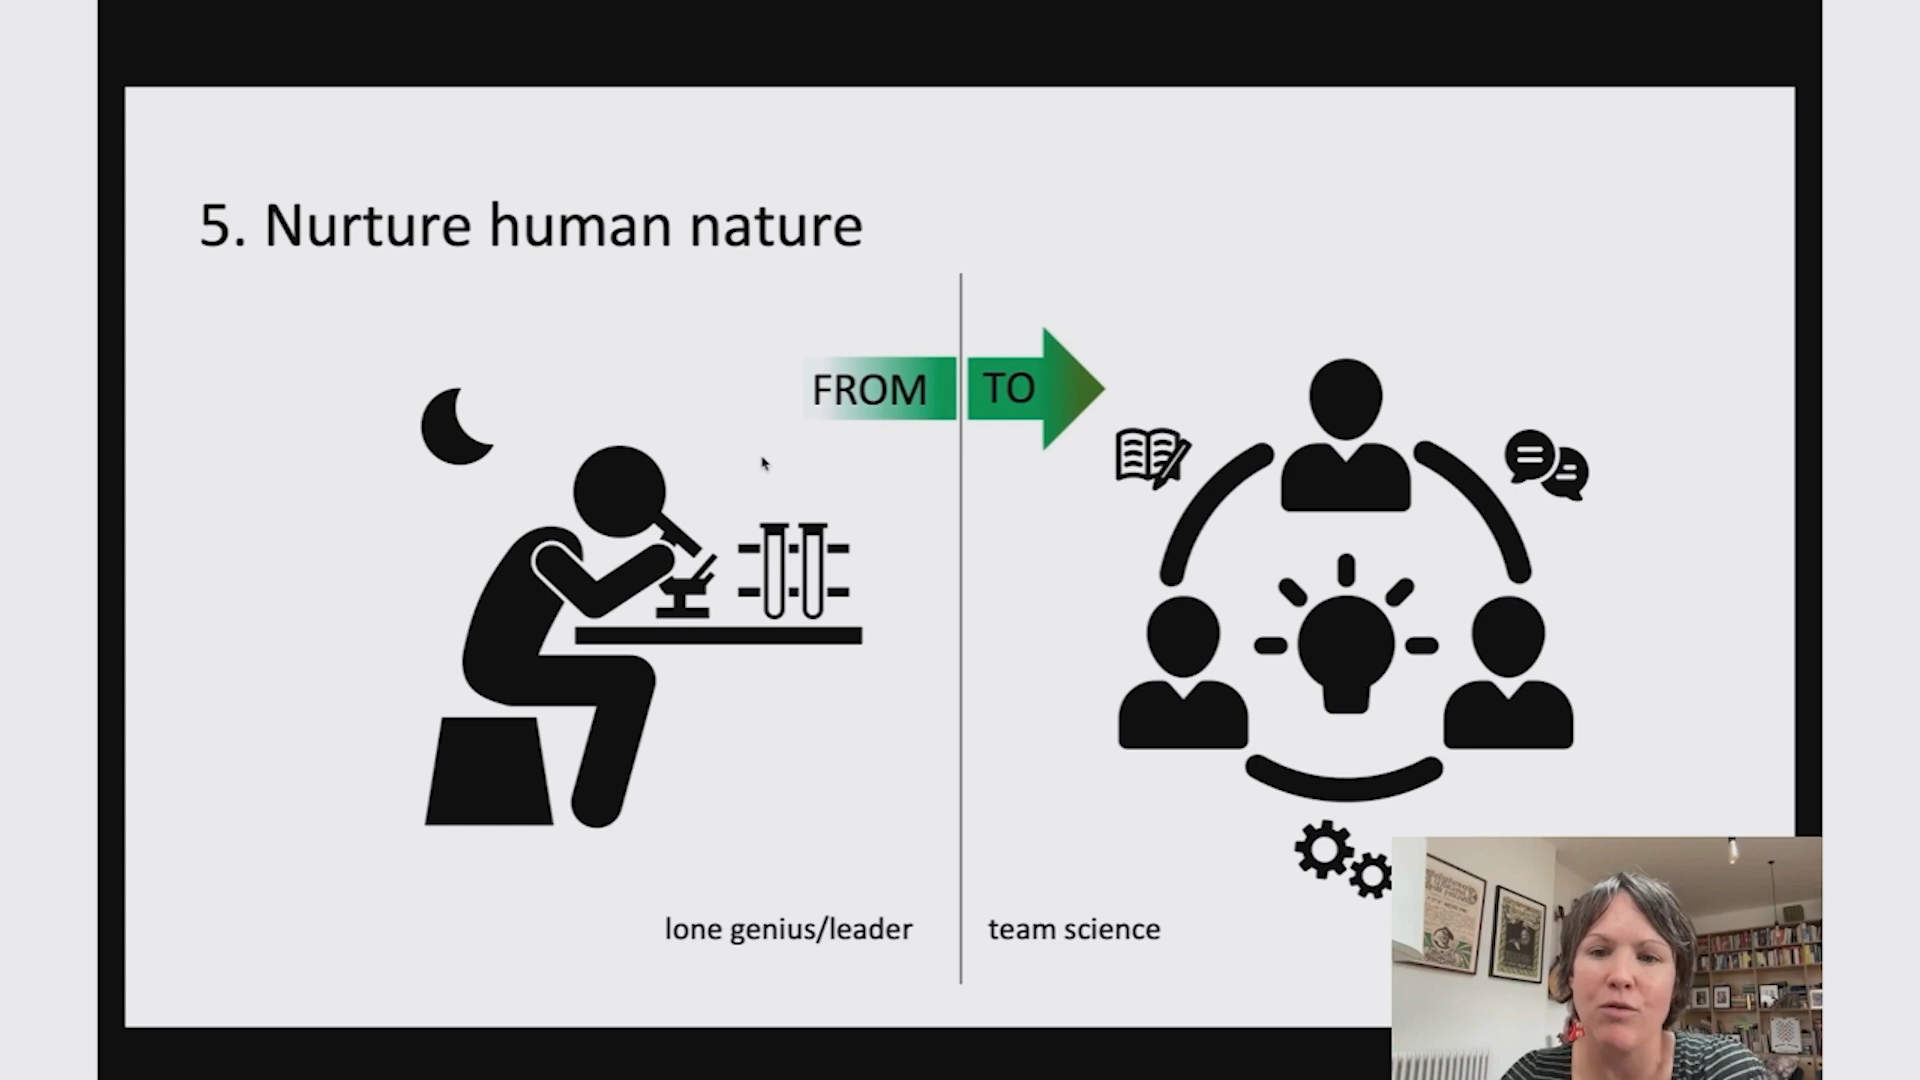 5. Nurture human nature
FROM
TO
lone genius/leader
team science